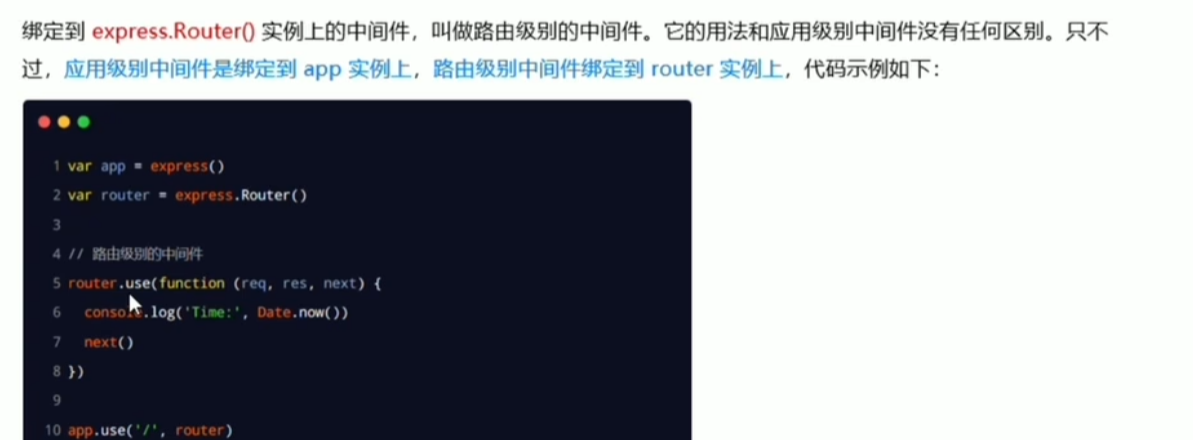 绑定到 express.Router() 实例上的中间件，叫做路由级别的中间件。它的用法和应用级别中间件没有任何区别。只不
过，应用级别中间件是绑定到 app 实例上，路由级别中间件绑定到 router 实例上，代码示例如下：
1 var app = express()
2 var router = express.Router()
3
4 // 路由级别的中间件
5 router.use(function (req, res, next) {
6   console.log('Time:', Date.now())
7   next()
8 })
9
10 app.use('/', router)